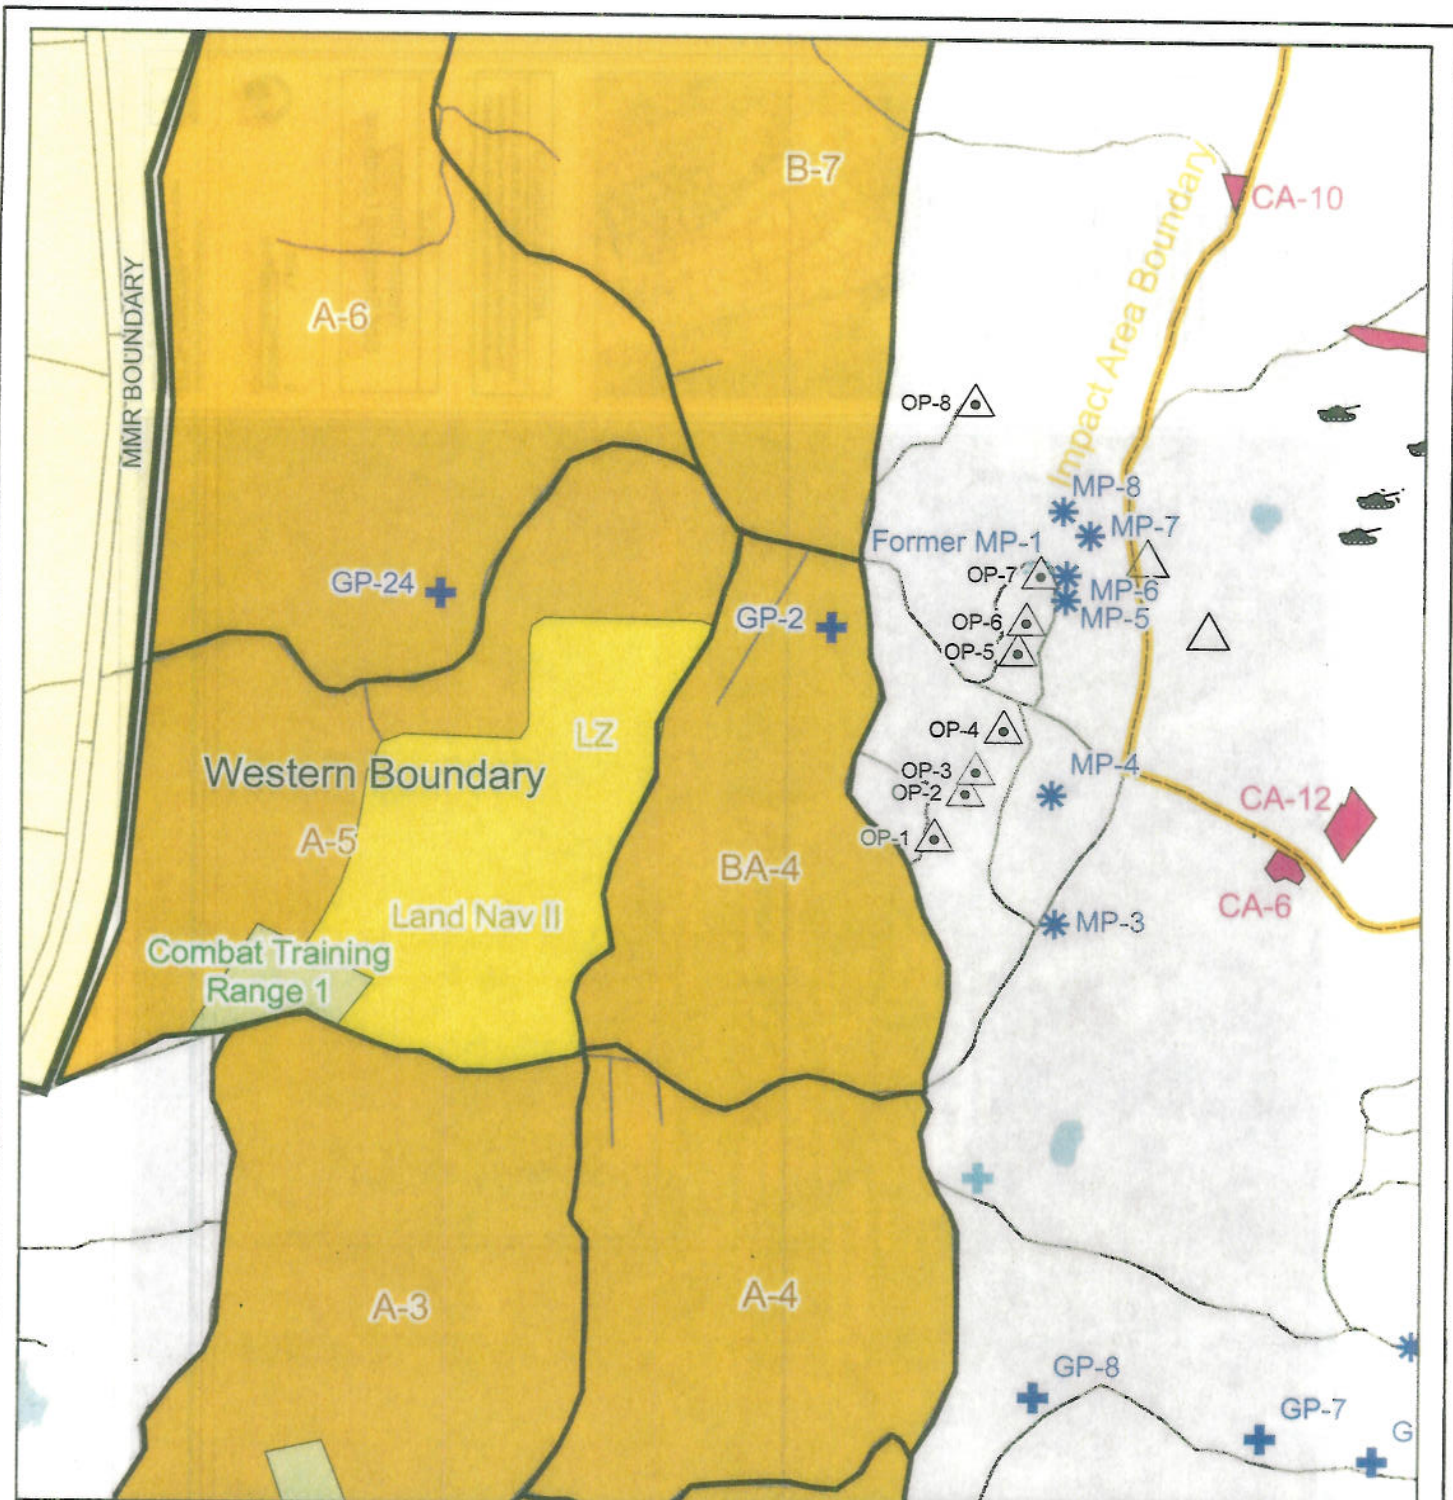 B-7
CA-10
Impact Area Boundary
MMR BOUNDARY
A-6
OP-8
MP-8
MP-7
Former MP-1
OP-7
GP-24
MP-6
GP-2
MP-5
OP-6
OP-5
LZ
OP-4
Western Boundary
MP-4
OP-3
OP-2
CA-12
A-5
OP-1
BA-4
CA-6
Land Nav II
MP-3
Combat Training
Range 1
A-3
A-4
GP-8
GP-7
G